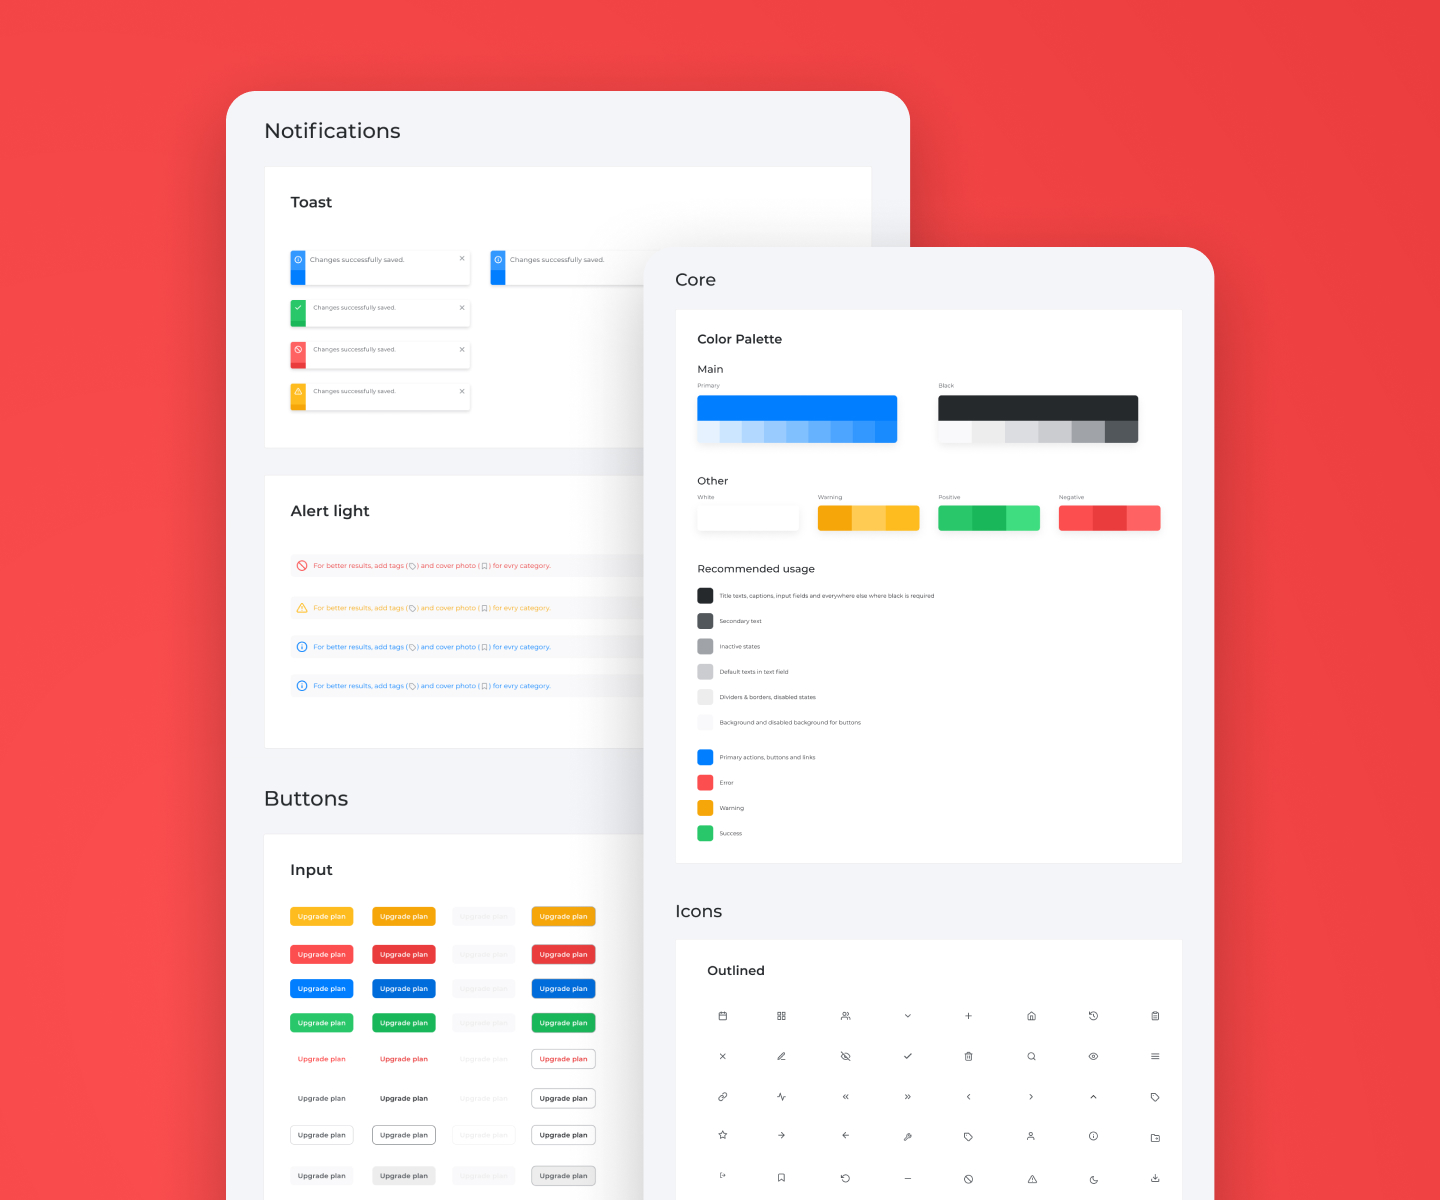 Notifications
Toast
Changes successfully saved.
Changes successfully saved.
Changes successfully saved.
Changes successfully saved.
Changes successfully saved.
Alert light
For better results, add tags ( ) and cover photo ( ) for evry category.
For better results, add tags ( ) and cover photo ( ) for evry category.
For better results, add tags ( ) and cover photo ( ) for evry category.
For better results, add tags ( ) and cover photo ( ) for evry category.
Buttons
Input
Upgrade plan Upgrade plan Upgrade plan Upgrade plan
Upgrade plan Upgrade plan Upgrade plan Upgrade plan
Upgrade plan Upgrade plan Upgrade plan Upgrade plan
Upgrade plan Upgrade plan Upgrade plan Upgrade plan
Upgrade plan Upgrade plan Upgrade plan Upgrade plan
Upgrade plan Upgrade plan Upgrade plan Upgrade plan
Upgrade plan Upgrade plan Upgrade plan Upgrade plan
Upgrade plan Upgrade plan Upgrade plan Upgrade plan
Core
Color Palette
Main
Primary Black
Other
White Warning Positive Negative
Recommended usage
Title texts, captions, input fields and everywhere else where black is required
Secondary text
Inactive states
Default texts in text field
Dividers & borders, disabled states
Background and disabled background for buttons
Primary actions, buttons and links
Error
Warning
Success
Icons
Outlined